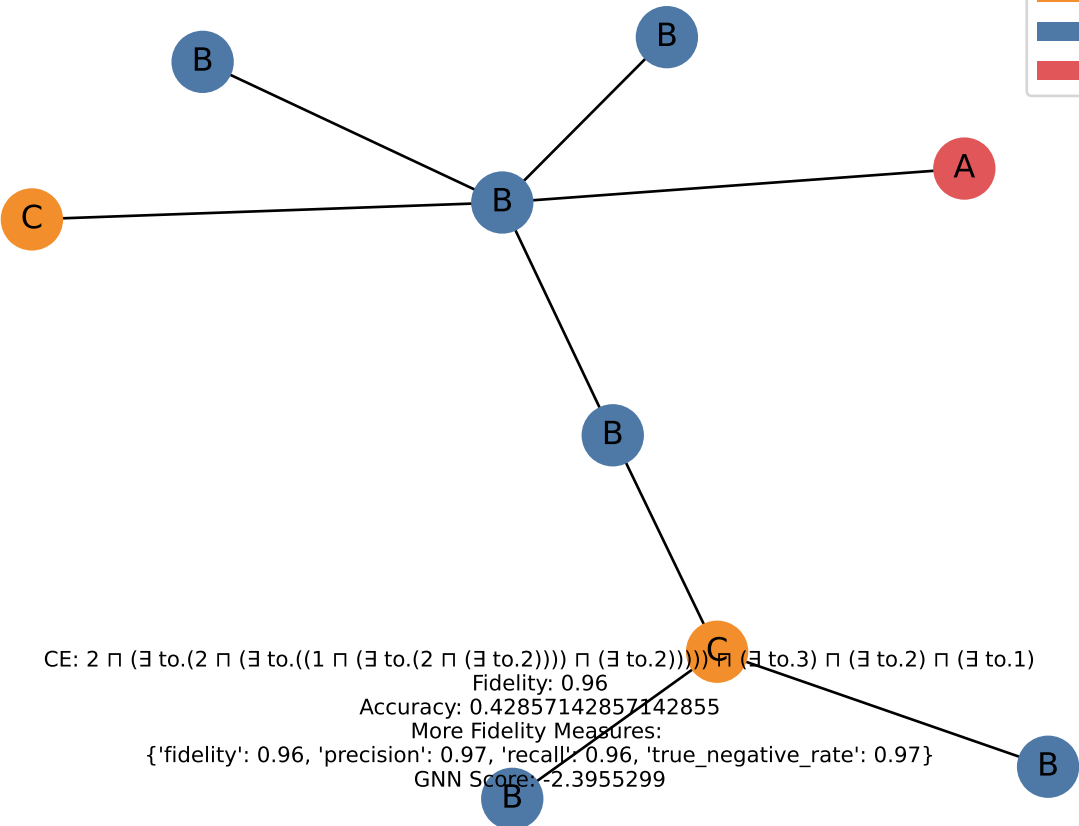 B
B
A
B
C
B
C
CE: 2 ⊓ (∃ to.(2 ⊓ (∃ to.((1 ⊓ (∃ to.(2 ⊓ (∃ to.2)))) ⊓ (∃ to.2))))) ⊓ (∃ to.3) ⊓ (∃ to.2) ⊓ (∃ to.1)
Fidelity: 0.96
Accuracy: 0.42857142857142855
More Fidelity Measures:
{'fidelity': 0.96, 'precision': 0.97, 'recall': 0.96, 'true_negative_rate': 0.97}
B
GNN Score: -2.3955299
B